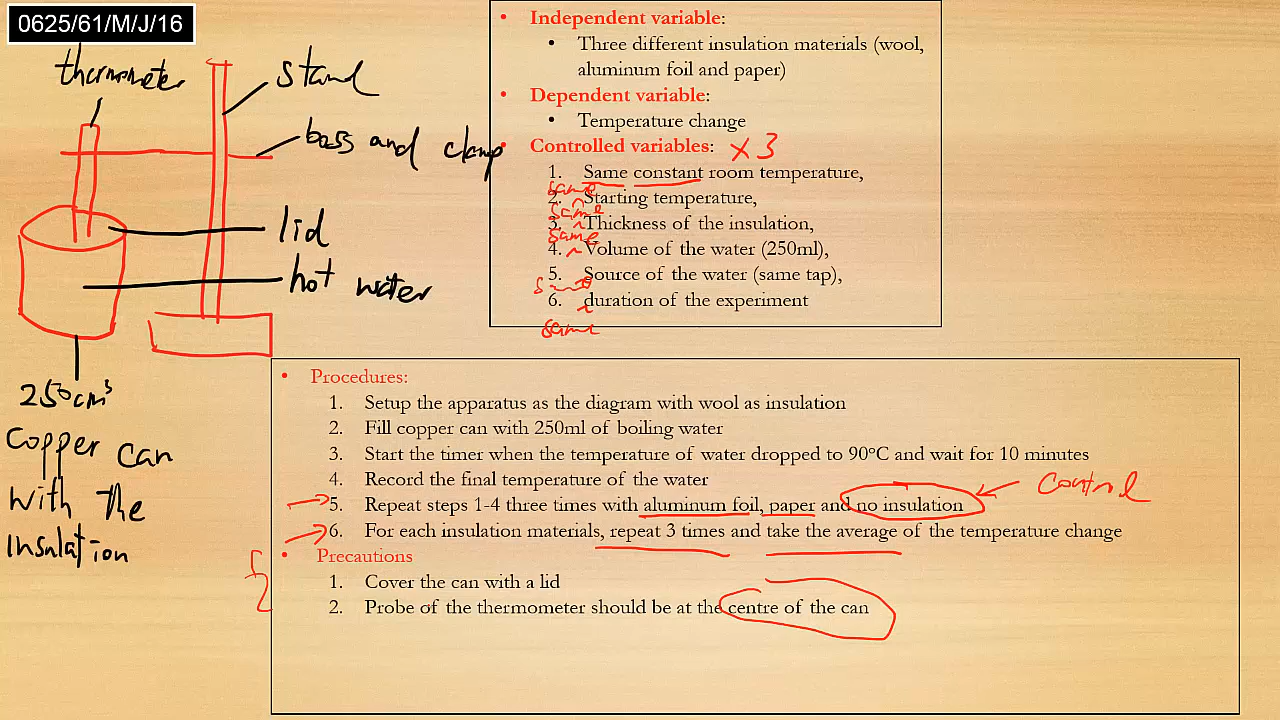 0625/61/M/J/16
thermometer
stand
boss and clamp
lid
hot water
250cm³
Copper can
with the
insulation
• Independent variable:
• Three different insulation materials (wool,
aluminum foil and paper)
• Dependent variable:
• Temperature change
• Controlled variables: x3
1. Same constant room temperature,
same
2. Starting temperature,
same
3. Thickness of the insulation,
same
4. Volume of the water (250ml),
5. Source of the water (same tap),
same
6. duration of the experiment
same
• Procedures:
1. Setup the apparatus as the diagram with wool as insulation
2. Fill copper can with 250ml of boiling water
3. Start the timer when the temperature of water dropped to 90°C and wait for 10 minutes
4. Record the final temperature of the water
5. Repeat steps 1-4 three times with aluminum foil, paper and no insulation
Control
6. For each insulation materials, repeat 3 times and take the average of the temperature change
• Precautions
1. Cover the can with a lid
2. Probe of the thermometer should be at the centre of the can